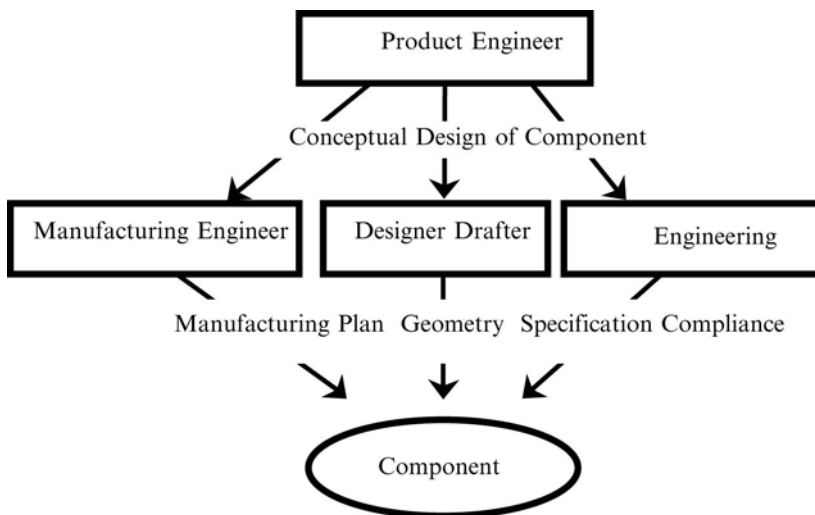 Product Engineer
Conceptual Design of Component
Manufacturing Engineer
Designer Drafter
Engineering
Manufacturing Plan
Geometry
Specification Compliance
Component